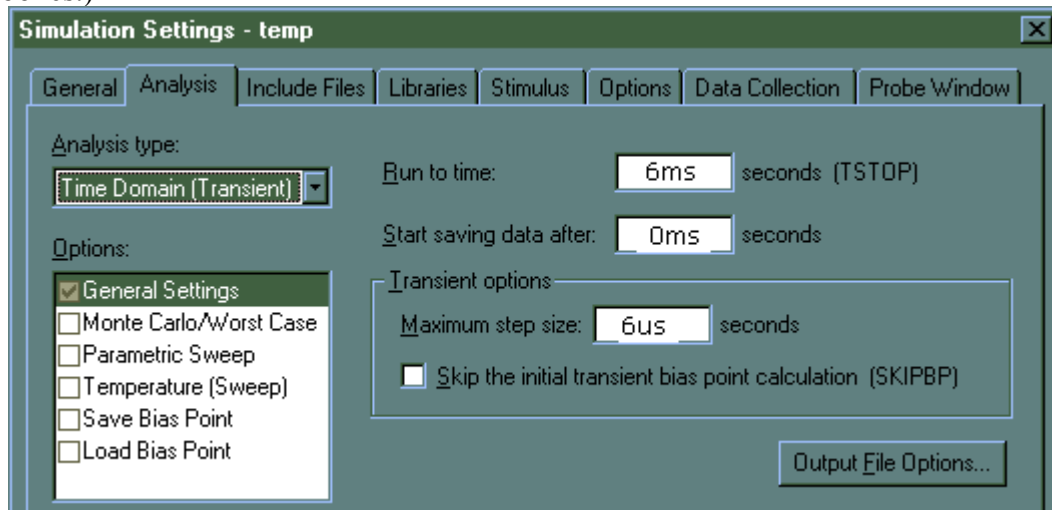 Simulation Settings - temp
General Analysis Include Files Libraries Stimulus Options Data Collection Probe Window
Analysis type:
Time Domain (Transient)
Run to time: 6ms seconds (TSTOP)
Start saving data after: 0ms seconds
Options:
General Settings
Monte Carlo/Worst Case
Parametric Sweep
Temperature (Sweep)
Save Bias Point
Load Bias Point
Transient options
Maximum step size: 6us seconds
Skip the initial transient bias point calculation (SKIPBP)
Output File Options...